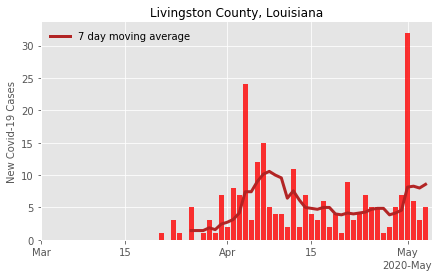 Livingston County, Louisiana
7 day moving average
New Covid-19 Cases
30
25
20
15
10
5
0
Mar 15 Apr 15 May
2020-May